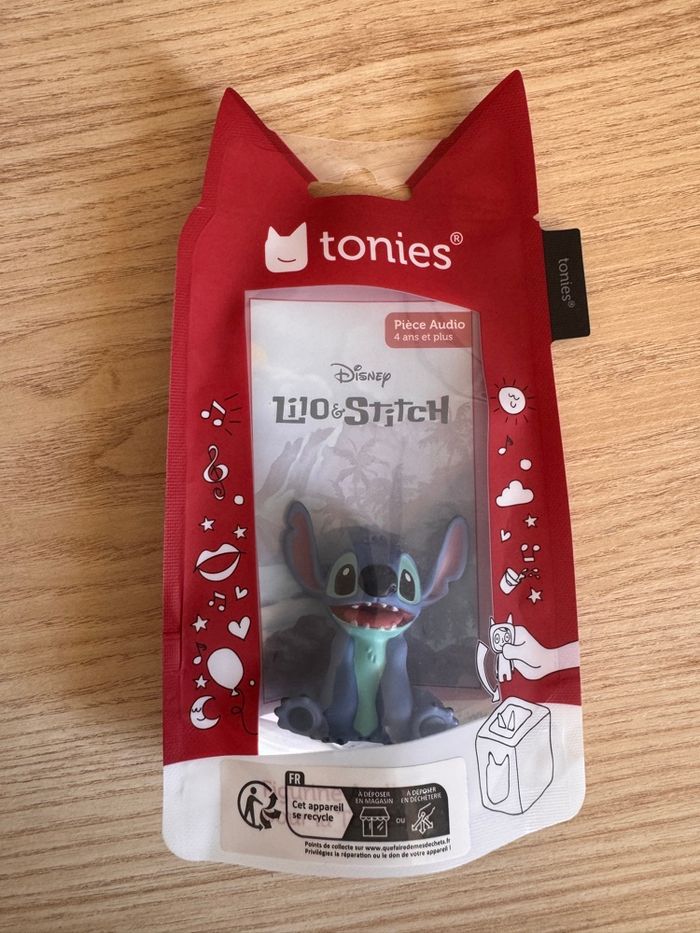 tonies®
tonies®
Pièce Audio
4 ans et plus
Disney
Lilo & Stitch
FR
Cet appareil
se recycle
À DÉPOSER
EN MAGASIN
OU
À DÉPOSER
EN DÉCHÈTERIE
Points de collecte sur www.quefairedemesdechets.fr
Privilégiez la réparation ou le don de votre appareil !